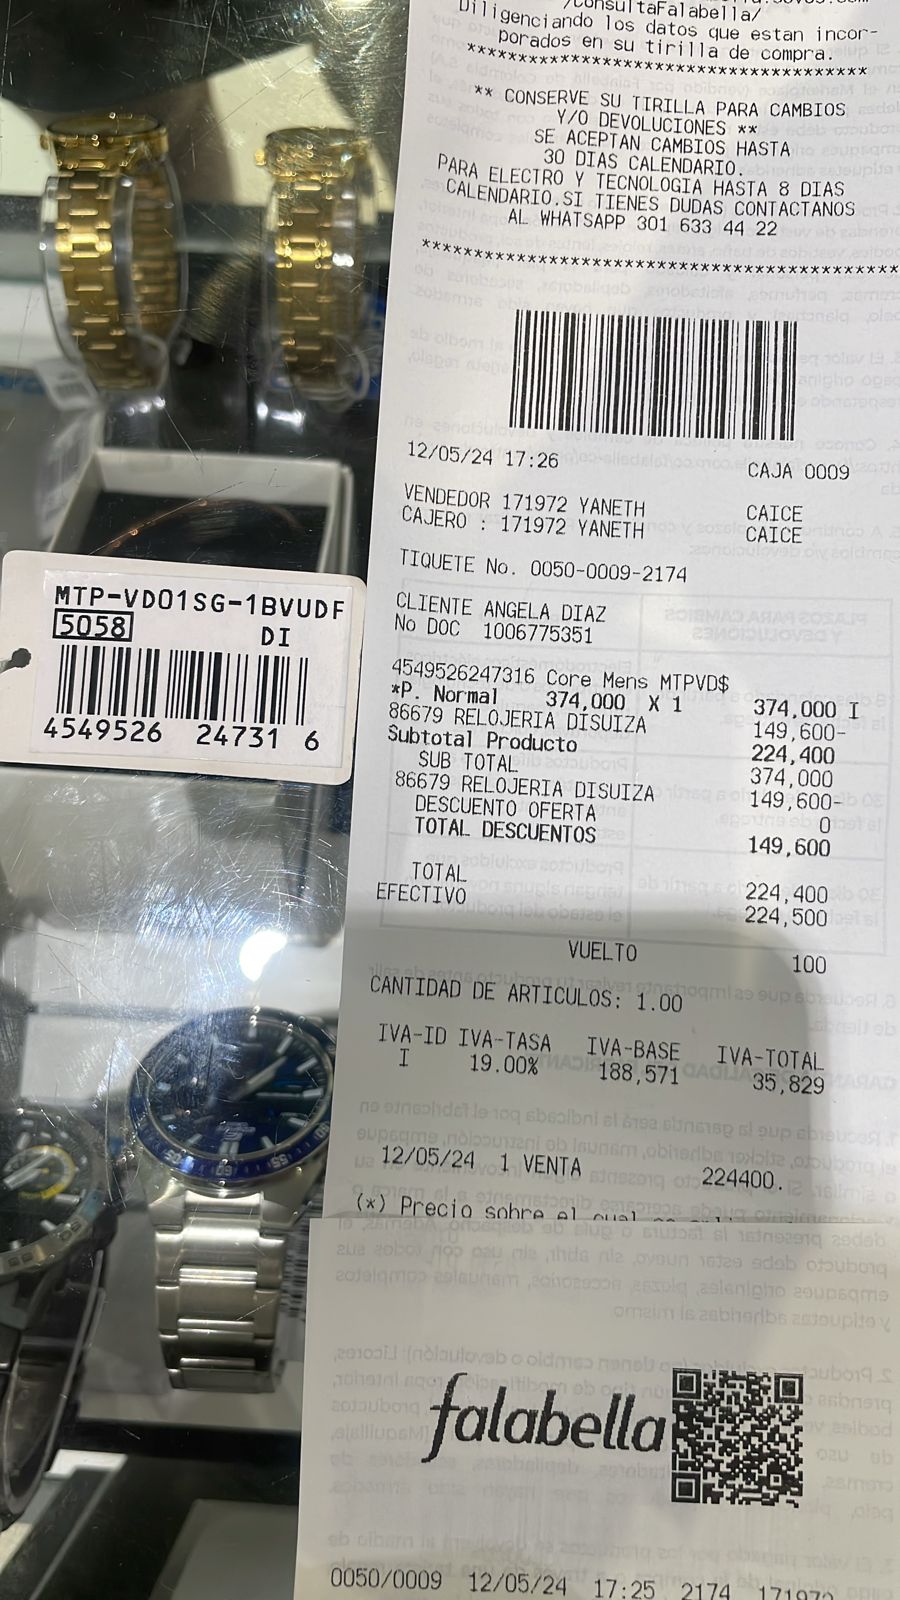 /ConsultaFalabella/
Diligenciando los datos que estan incor-
porados en su tirilla de compra.
** CONSERVE SU TIRILLA PARA CAMBIOS
Y/O DEVOLUCIONES **
SE ACEPTAN CAMBIOS HASTA
30 DIAS CALENDARIO.
PARA ELECTRO Y TECNOLOGIA HASTA 8 DIAS
CALENDARIO.SI TIENES DUDAS CONTACTANOS
AL WHATSAPP 301 633 44 22
12/05/24 17:26 CAJA 0009
VENDEDOR 171972 YANETH CAICE
CAJERO : 171972 YANETH CAICE
TIQUETE No. 0050-0009-2174
CLIENTE ANGELA DIAZ
No DOC 1006775351
4549526247316 Core Mens MTPVD$
*P. Normal 374,000 X 1 374,000 I
86679 RELOJERIA DISUIZA 149,600-
Subtotal Producto 224,400
SUB TOTAL 374,000
86679 RELOJERIA DISUIZA 149,600-
DESCUENTO OFERTA 0
TOTAL DESCUENTOS 149,600
TOTAL 224,400
EFECTIVO 224,500
VUELTO 100
CANTIDAD DE ARTICULOS: 1.00
IVA-ID IVA-TASA IVA-BASE IVA-TOTAL
I 19.00% 188,571 35,829
12/05/24 1 VENTA 224400.
(*) Precio sobre el cual
falabella
0050/0009 12/05/24 17:25 2174 171972
MTP-VD01SG-1BVUDF
5058 DI
4549526 24731 6